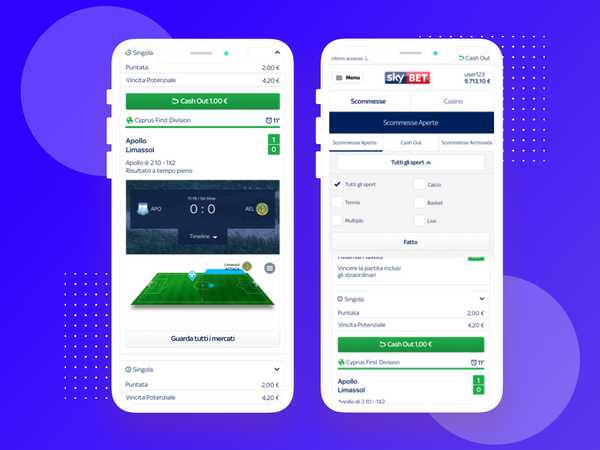 Singola
Puntata 2,00 €
Vincita Potenziale 4,20 €
Cash Out 1,00 €
Cyprus First Division 11'
Apollo 1
Limassol 0
Apollo @ 2.10 - 1X2
Risultato a tempo pieno
APO 0 : 0 AEL
Timeline
Limassol
ATTACK
Guarda tutti i mercati
Singola
Puntata 2,00 €
Vincita Potenziale 4,20 €
Ultimo accesso: Cash Out
Menu sky BET user123
9.713,10 €
Scommesse Casino
Scommesse Aperte
Scommesse Aperte Cash Out Scommesse Archiviate
Tutti gli sport
Tutti gli sport Calcio
Tennis Basket
Multiplo Live
Fatto
Vincere la partita inclusi
gli straordinari
Singola
Puntata 2,00 €
Vincita Potenziale 4,20 €
Cash Out 1,00 €
Cyprus First Division 11'
Apollo 1
Limassol 0
Apollo @ 2.10 - 1X2